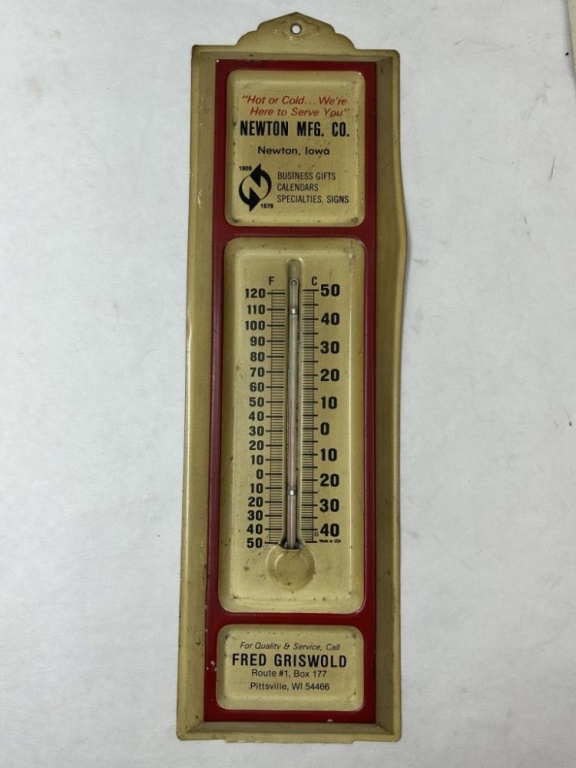 "Hot or Cold... We're
Here to Serve You"
NEWTON MFG. CO.
Newton, Iowa
1909
N
1979
BUSINESS GIFTS
CALENDARS
SPECIALTIES, SIGNS
F C
120 50
110
100 40
90
80 30
70 20
60
50 10
40
30 0
20
10 10
0
10 20
20
30 30
40 40
50
Made in USA
For Quality & Service, Call
FRED GRISWOLD
Route #1, Box 177
Pittsville, WI 54466